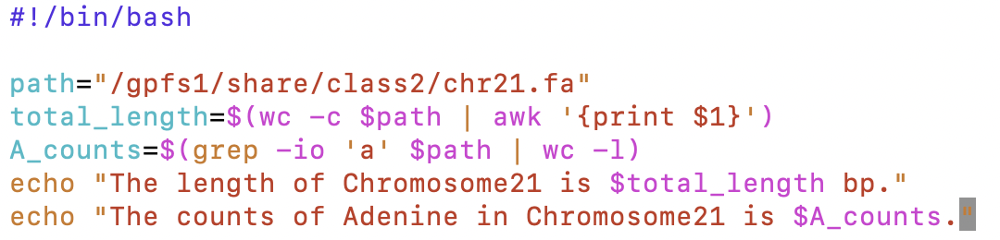 #!/bin/bash
path="/gpfs1/share/class2/chr21.fa"
total_length=$(wc -c $path | awk '{print $1}')
A_counts=$(grep -io 'a' $path | wc -l)
echo "The length of Chromosome21 is $total_length bp."
echo "The counts of Adenine in Chromosome21 is $A_counts."